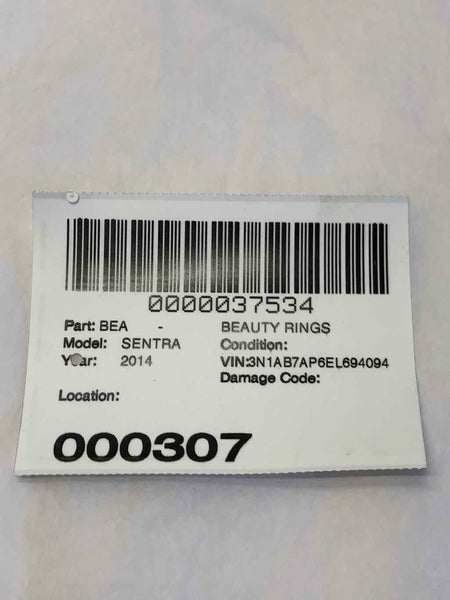 0000037534
Part: BEA - BEAUTY RINGS
Model: SENTRA Condition:
Year: 2014 VIN:3N1AB7AP6EL694094
Damage Code:
Location:
000307